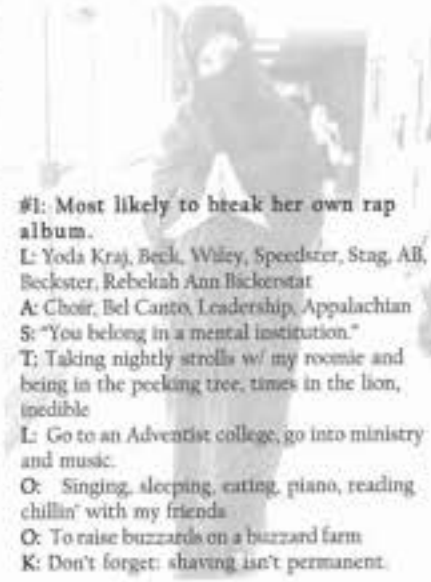 #1: Most likely to break her own rap
album.
L: Yoda Kraj, Beck, Wiley, Speedster, Stag, AB,
Beckster, Rebekah Ann Bickerstar
A: Choir, Bel Canto, Leadership, Appalachian
S: "You belong in a mental institution."
T: Taking nightly strolls w/ my roomie and
being in the pecking tree, times in the lion,
inedible
L: Go to an Adventist college, go into ministry
and music.
O: Singing, sleeping, eating, piano, reading
chillin' with my friends
O: To raise buzzards on a buzzard farm
K: Don't forget: shaving isn't permanent.